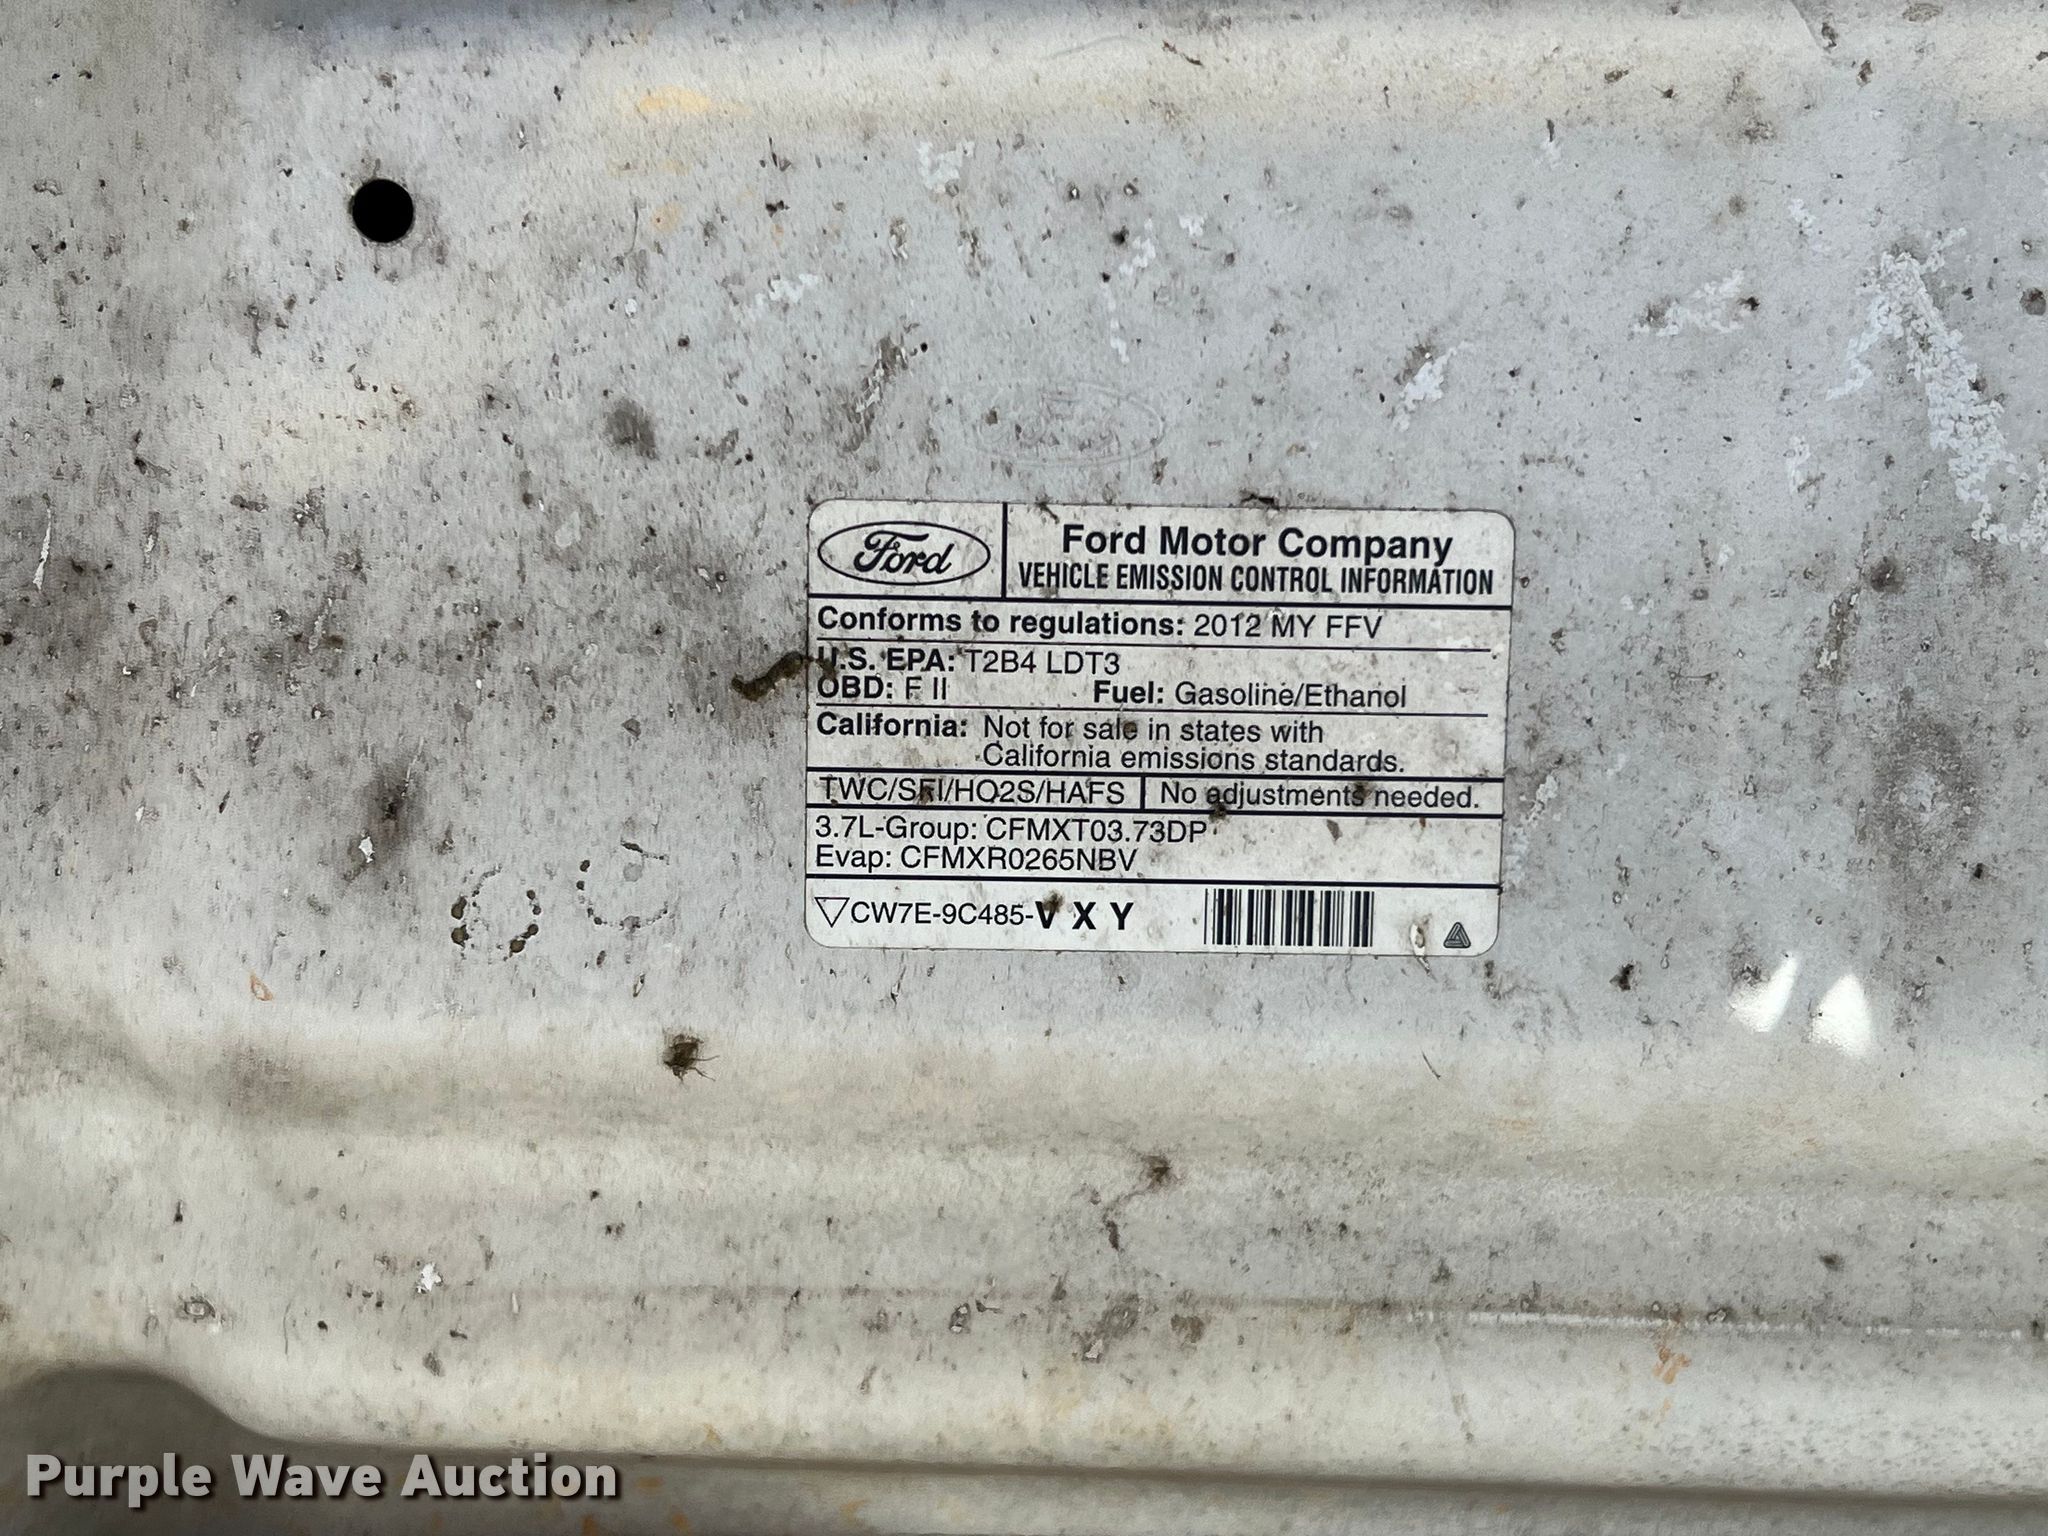 Ford
Ford Motor Company
VEHICLE EMISSION CONTROL INFORMATION
Conforms to regulations: 2012 MY FFV
U.S. EPA: T2B4 LDT3
OBD: F II Fuel: Gasoline/Ethanol
California: Not for sale in states with
California emissions standards.
TWC/SFI/HO2S/HAFS No adjustments needed.
3.7L-Group: CFMXT03.73DP
Evap: CFMXR0265NBV
CW7E-9C485-V X Y
Purple Wave Auction